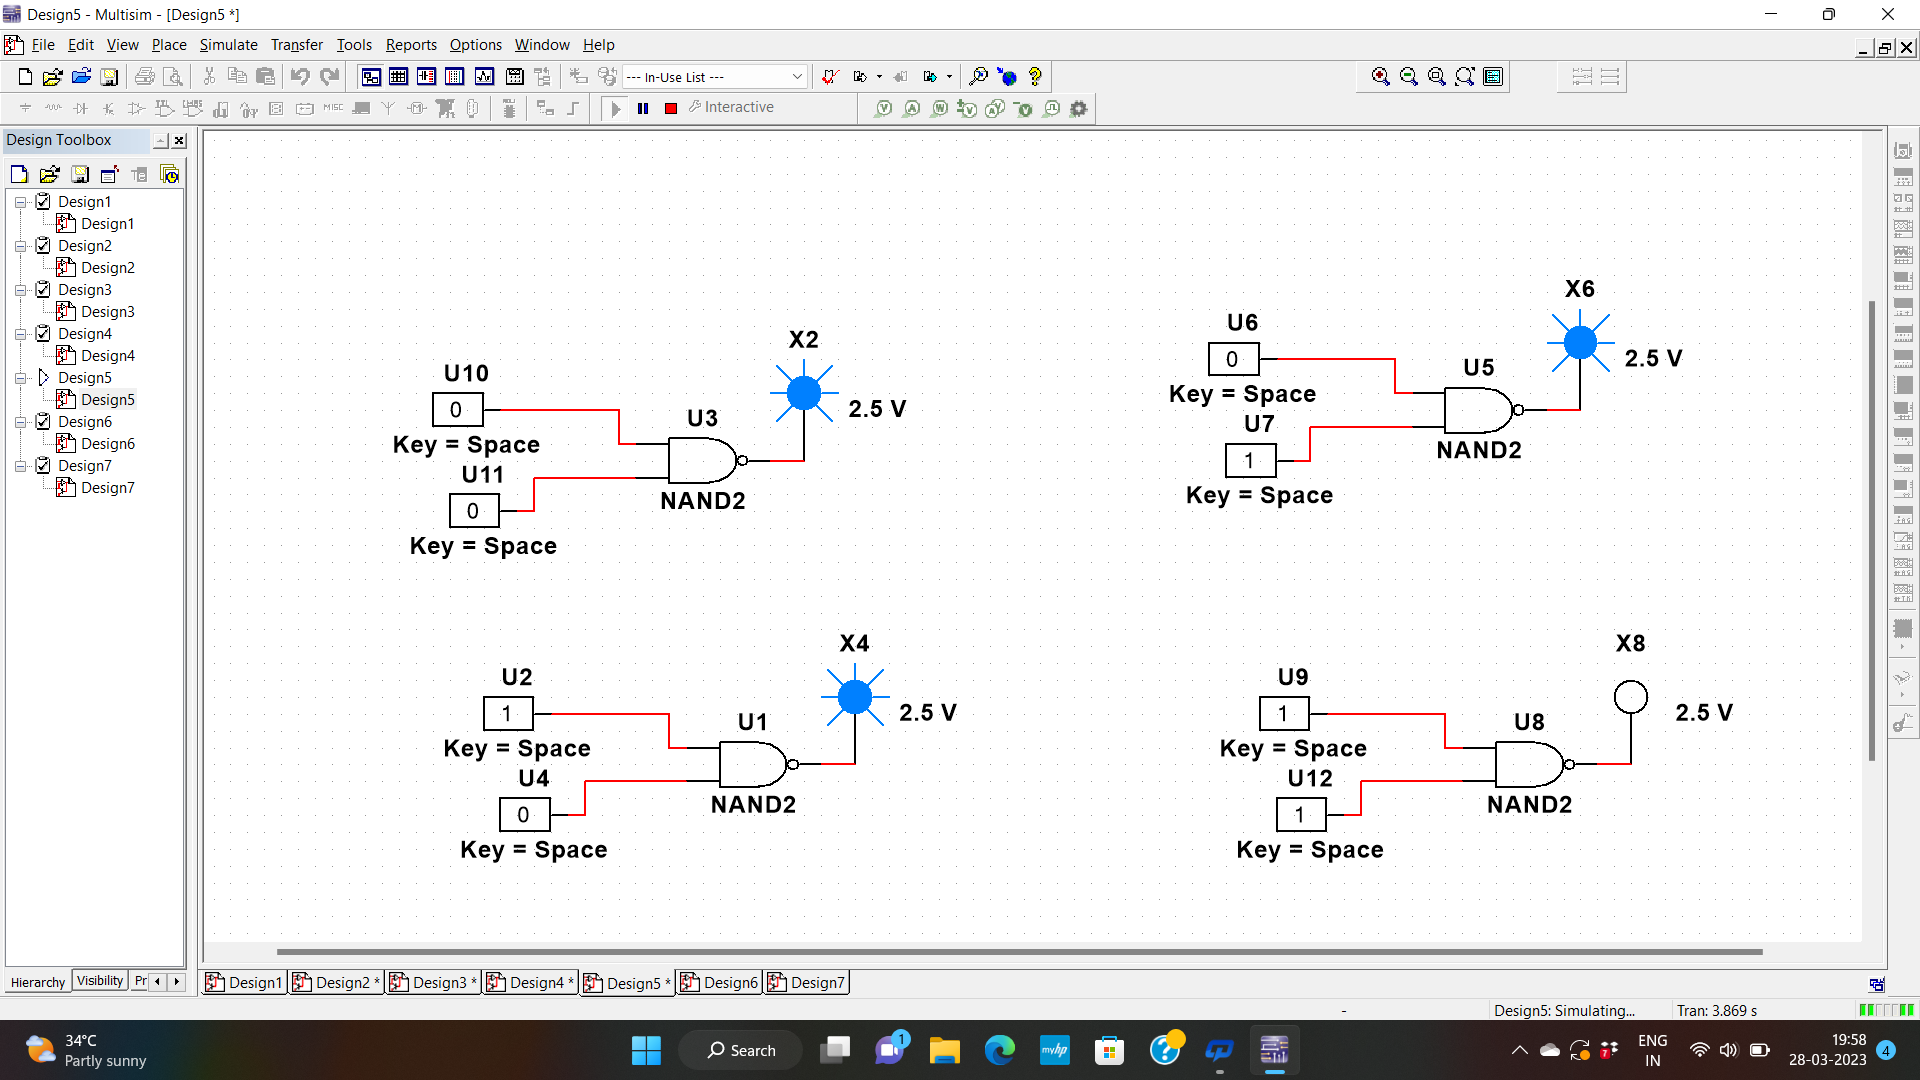 Design5 - Multisim - [Design5 *]
File Edit View Place Simulate Transfer Tools Reports Options Window Help
--- In-Use List ---
MISC
Interactive
Design Toolbox
Design1
Design1
Design2
Design2
Design3
Design3
Design4
Design4
Design5
Design5
Design6
Design6
Design7
Design7
X2
U10
0
2.5 V
Key = Space
U3
U11
0
NAND2
Key = Space
X6
U6
0
2.5 V
Key = Space
U5
U7
1
NAND2
Key = Space
X4
U2
1
2.5 V
Key = Space
U1
U4
0
NAND2
Key = Space
X8
U9
1
2.5 V
Key = Space
U8
U12
1
NAND2
Key = Space
Hierarchy Visibility Pr
Design1 Design2 * Design3 * Design4 * Design5 * Design6 Design7
- Design5: Simulating... Tran: 3.869 s
34°C
Partly sunny
Search
1
myhp
7
ENG
IN
19:58
28-03-2023
4